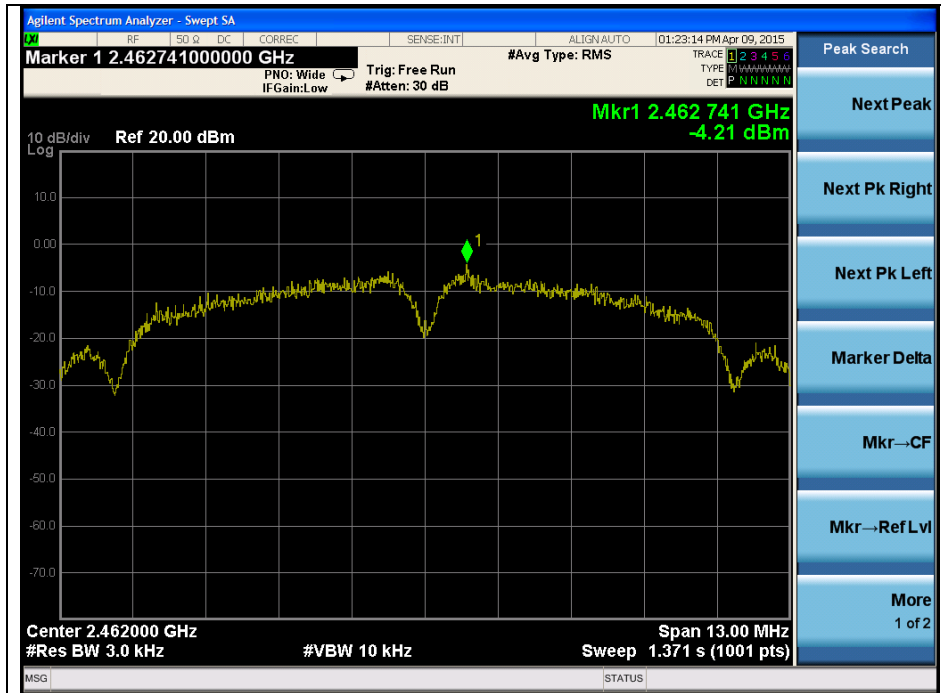 Agilent Spectrum Analyzer - Swept SA
LXI RF 50 Ω DC CORREC SENSE:INT ALIGN AUTO 01:23:14 PM Apr 09, 2015
Marker 1 2.462741000000 GHz
#Avg Type: RMS
TRACE 1 2 3 4 5 6
PNO: Wide
Trig: Free Run
TYPE M W W W W W
IFGain:Low
#Atten: 30 dB
DET P N N N N N
Mkr1 2.462 741 GHz
-4.21 dBm
10 dB/div
Ref 20.00 dBm
Log
10.0
0.00
1
-10.0
-20.0
-30.0
-40.0
-50.0
-60.0
-70.0
Center 2.462000 GHz
Span 13.00 MHz
#Res BW 3.0 kHz
#VBW 10 kHz
Sweep 1.371 s (1001 pts)
MSG
STATUS
Peak Search
Next Peak
Next Pk Right
Next Pk Left
Marker Delta
Mkr→CF
Mkr→Ref Lvl
More
1 of 2